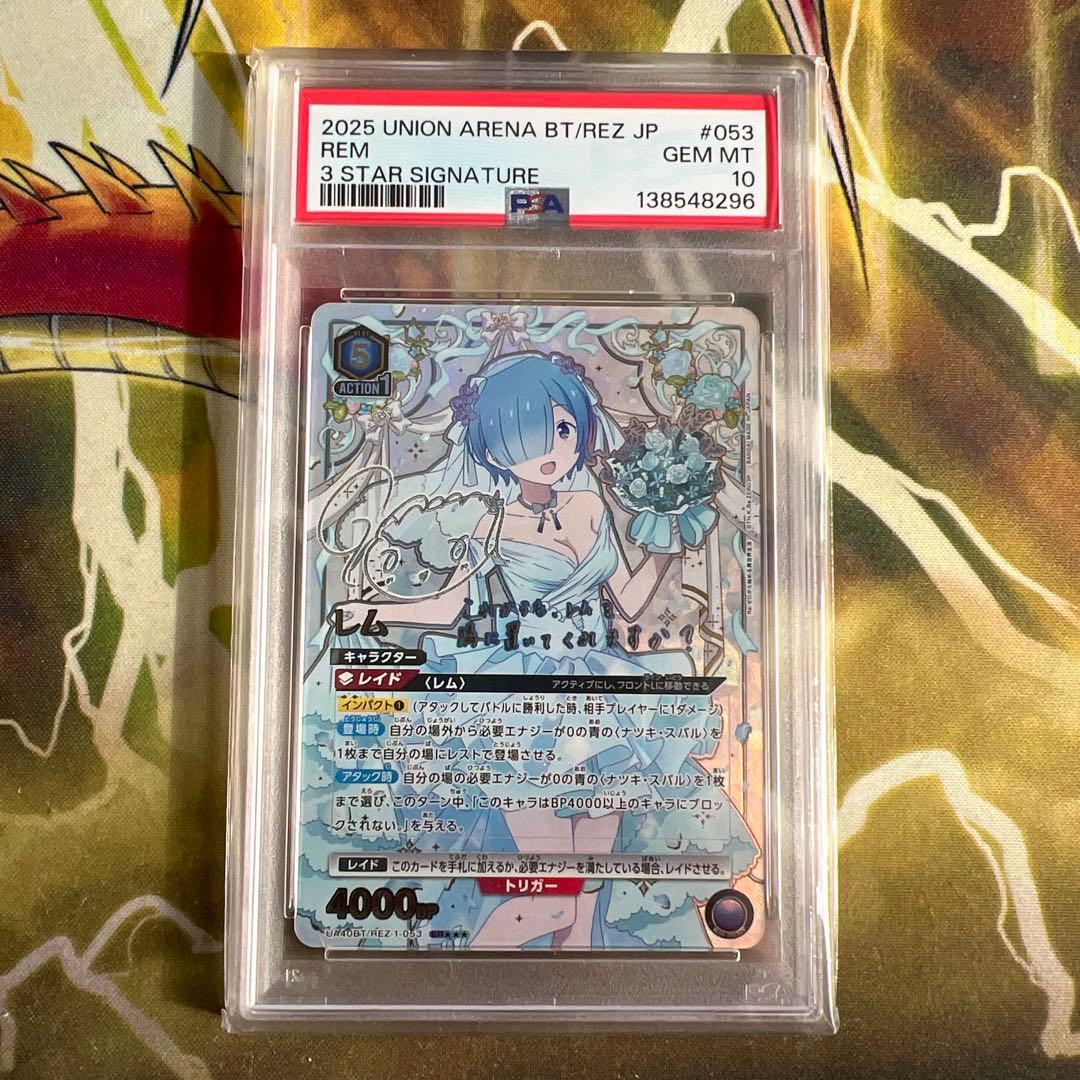 2025 UNION ARENA BT/REZ JP #053
REM GEM MT
3 STAR SIGNATURE 10
PSA 138548296
5
ACTION 1
BANDAI MADE IN JAPAN
レム
これからも、レムを
隣に置いてくれますか?
キャラクター
レイド 〈レム〉 アクティブにし、フロントLに移動できる
インパクト❶ (アタックしてバトルに勝利した時、相手プレイヤーに1ダメージ)
登場時 自分の場外から必要エナジーが0の青の〈ナツキ・スバル〉を
1枚まで自分の場にレストで登場させる。
アタック時 自分の場の必要エナジーが0の青の〈ナツキ・スバル〉を1枚
まで選び、このターン中、「このキャラはBP4000以上のキャラにブロッ
クされない。」を与える。
レイド このカードを手札に加えるか、必要エナジーを満たしている場合、レイドさせる。
トリガー
4000BP
UA40BT/REZ-1-053 ★★★